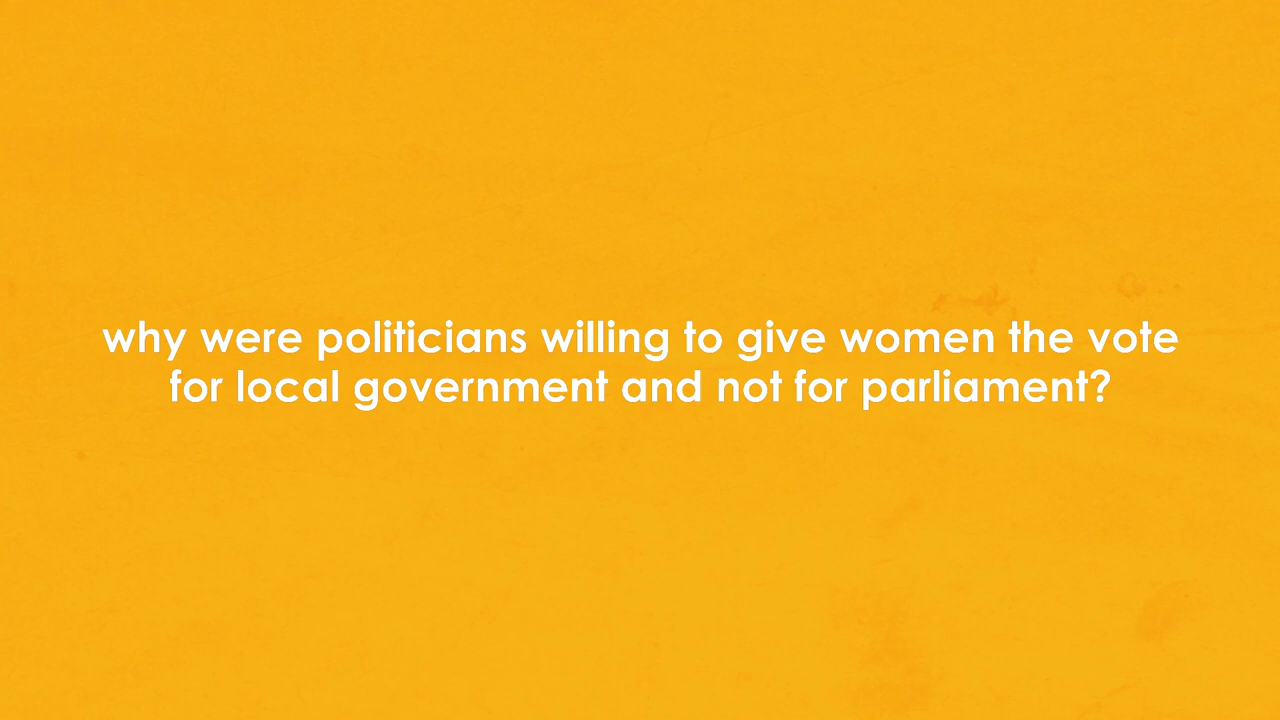 why were politicians willing to give women the vote
for local government and not for parliament?